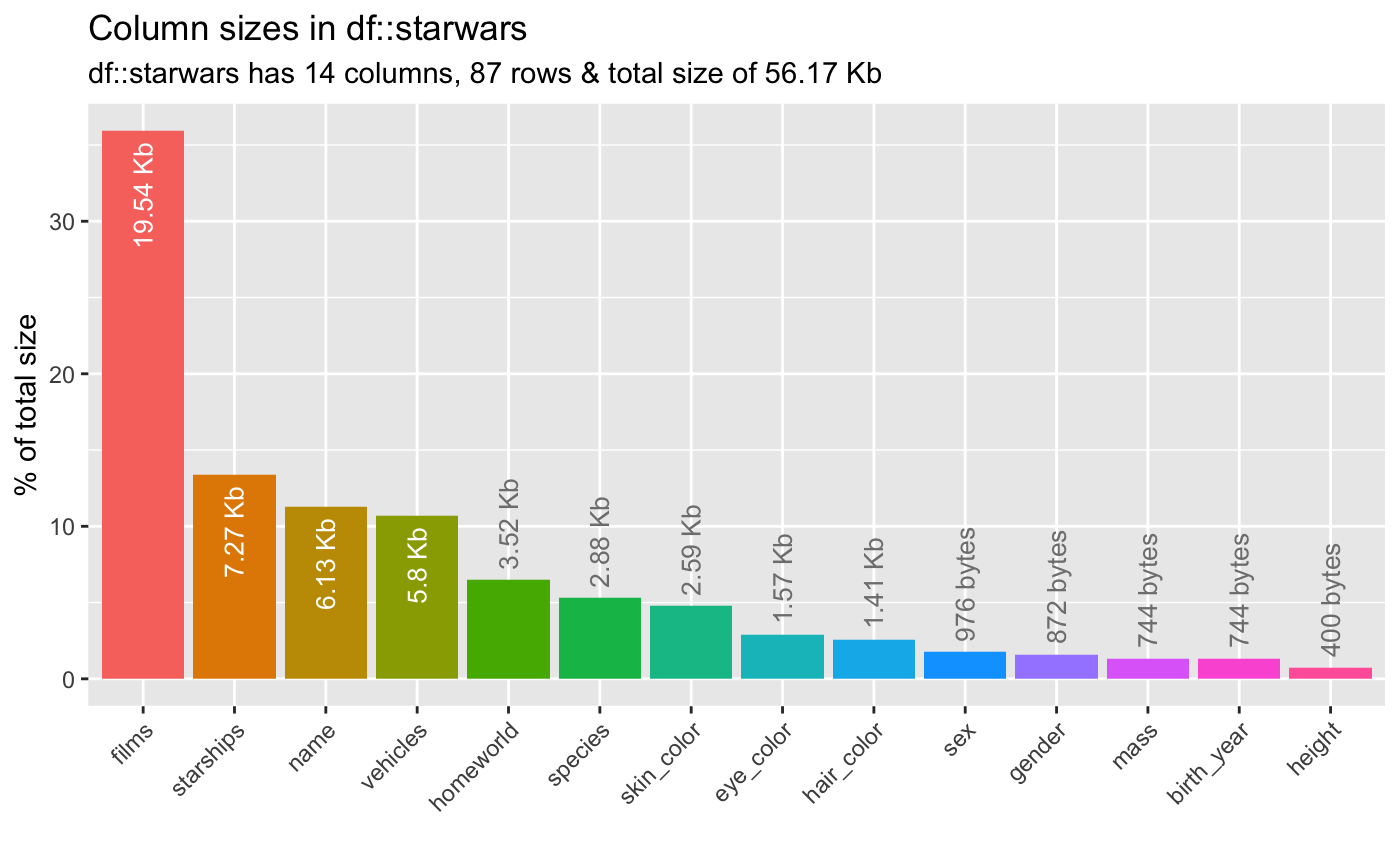 Column sizes in df::starwars
df::starwars has 14 columns, 87 rows & total size of 56.17 Kb
% of total size
30
20
10
0
19.54 Kb
7.27 Kb
6.13 Kb
5.8 Kb
3.52 Kb
2.88 Kb
2.59 Kb
1.57 Kb
1.41 Kb
976 bytes
872 bytes
744 bytes
744 bytes
400 bytes
films
starships
name
vehicles
homeworld
species
skin_color
eye_color
hair_color
sex
gender
mass
birth_year
height